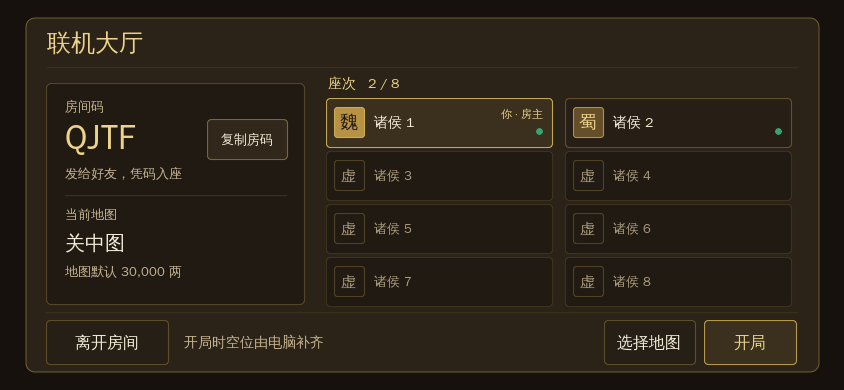 联机大厅
房间码
QJTF
复制房码
发给好友，凭码入座
当前地图
关中图
地图默认 30,000 两
座次 2 / 8
魏 诸侯 1 你 · 房主
蜀 诸侯 2
虚 诸侯 3
虚 诸侯 4
虚 诸侯 5
虚 诸侯 6
虚 诸侯 7
虚 诸侯 8
离开房间
开局时空位由电脑补齐
选择地图
开局